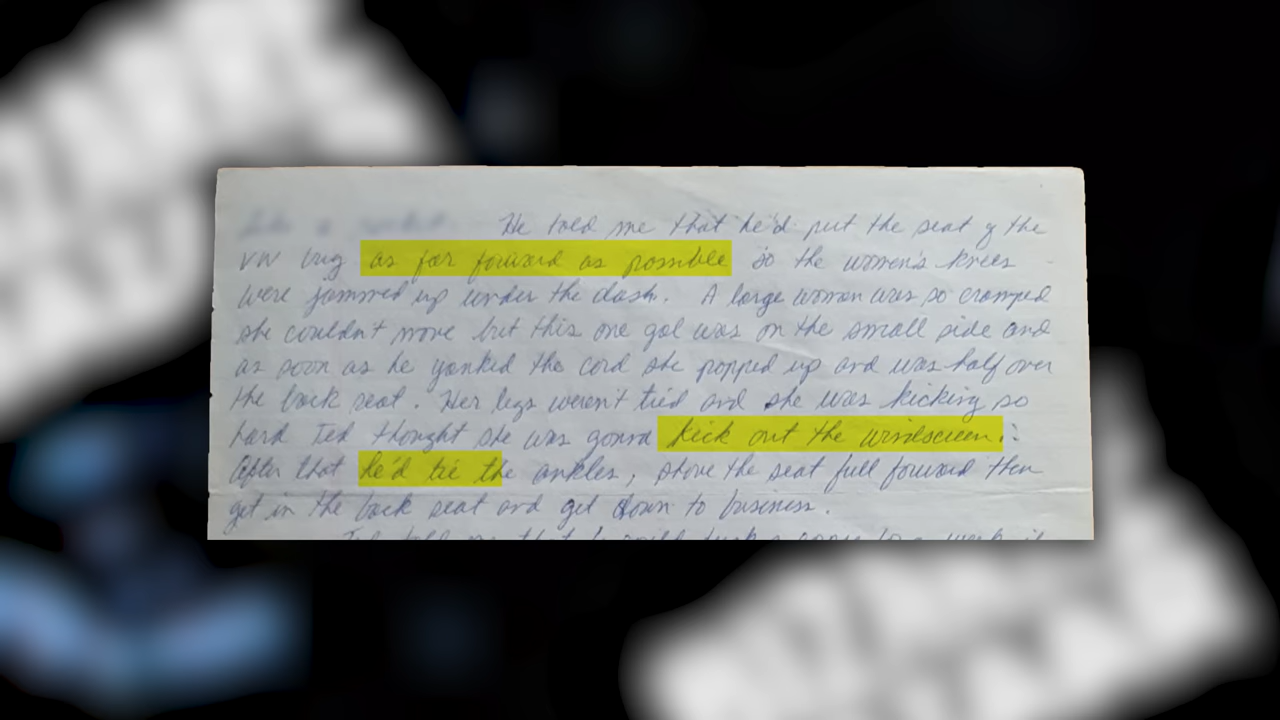 He told me that he'd put the seat of the
VW bug as far forward as possible so the women's knees
were jammed up under the dash. A large woman was so cramped
she couldn't move but this one gal was on the small side and
as soon as he yanked the cord she popped up and was half over
the back seat. Her legs weren't tied and she was kicking so
hard Ted thought she was gonna kick out the windscreen.
After that he'd tie the ankles, shove the seat full forward then
get in the back seat and get down to business.